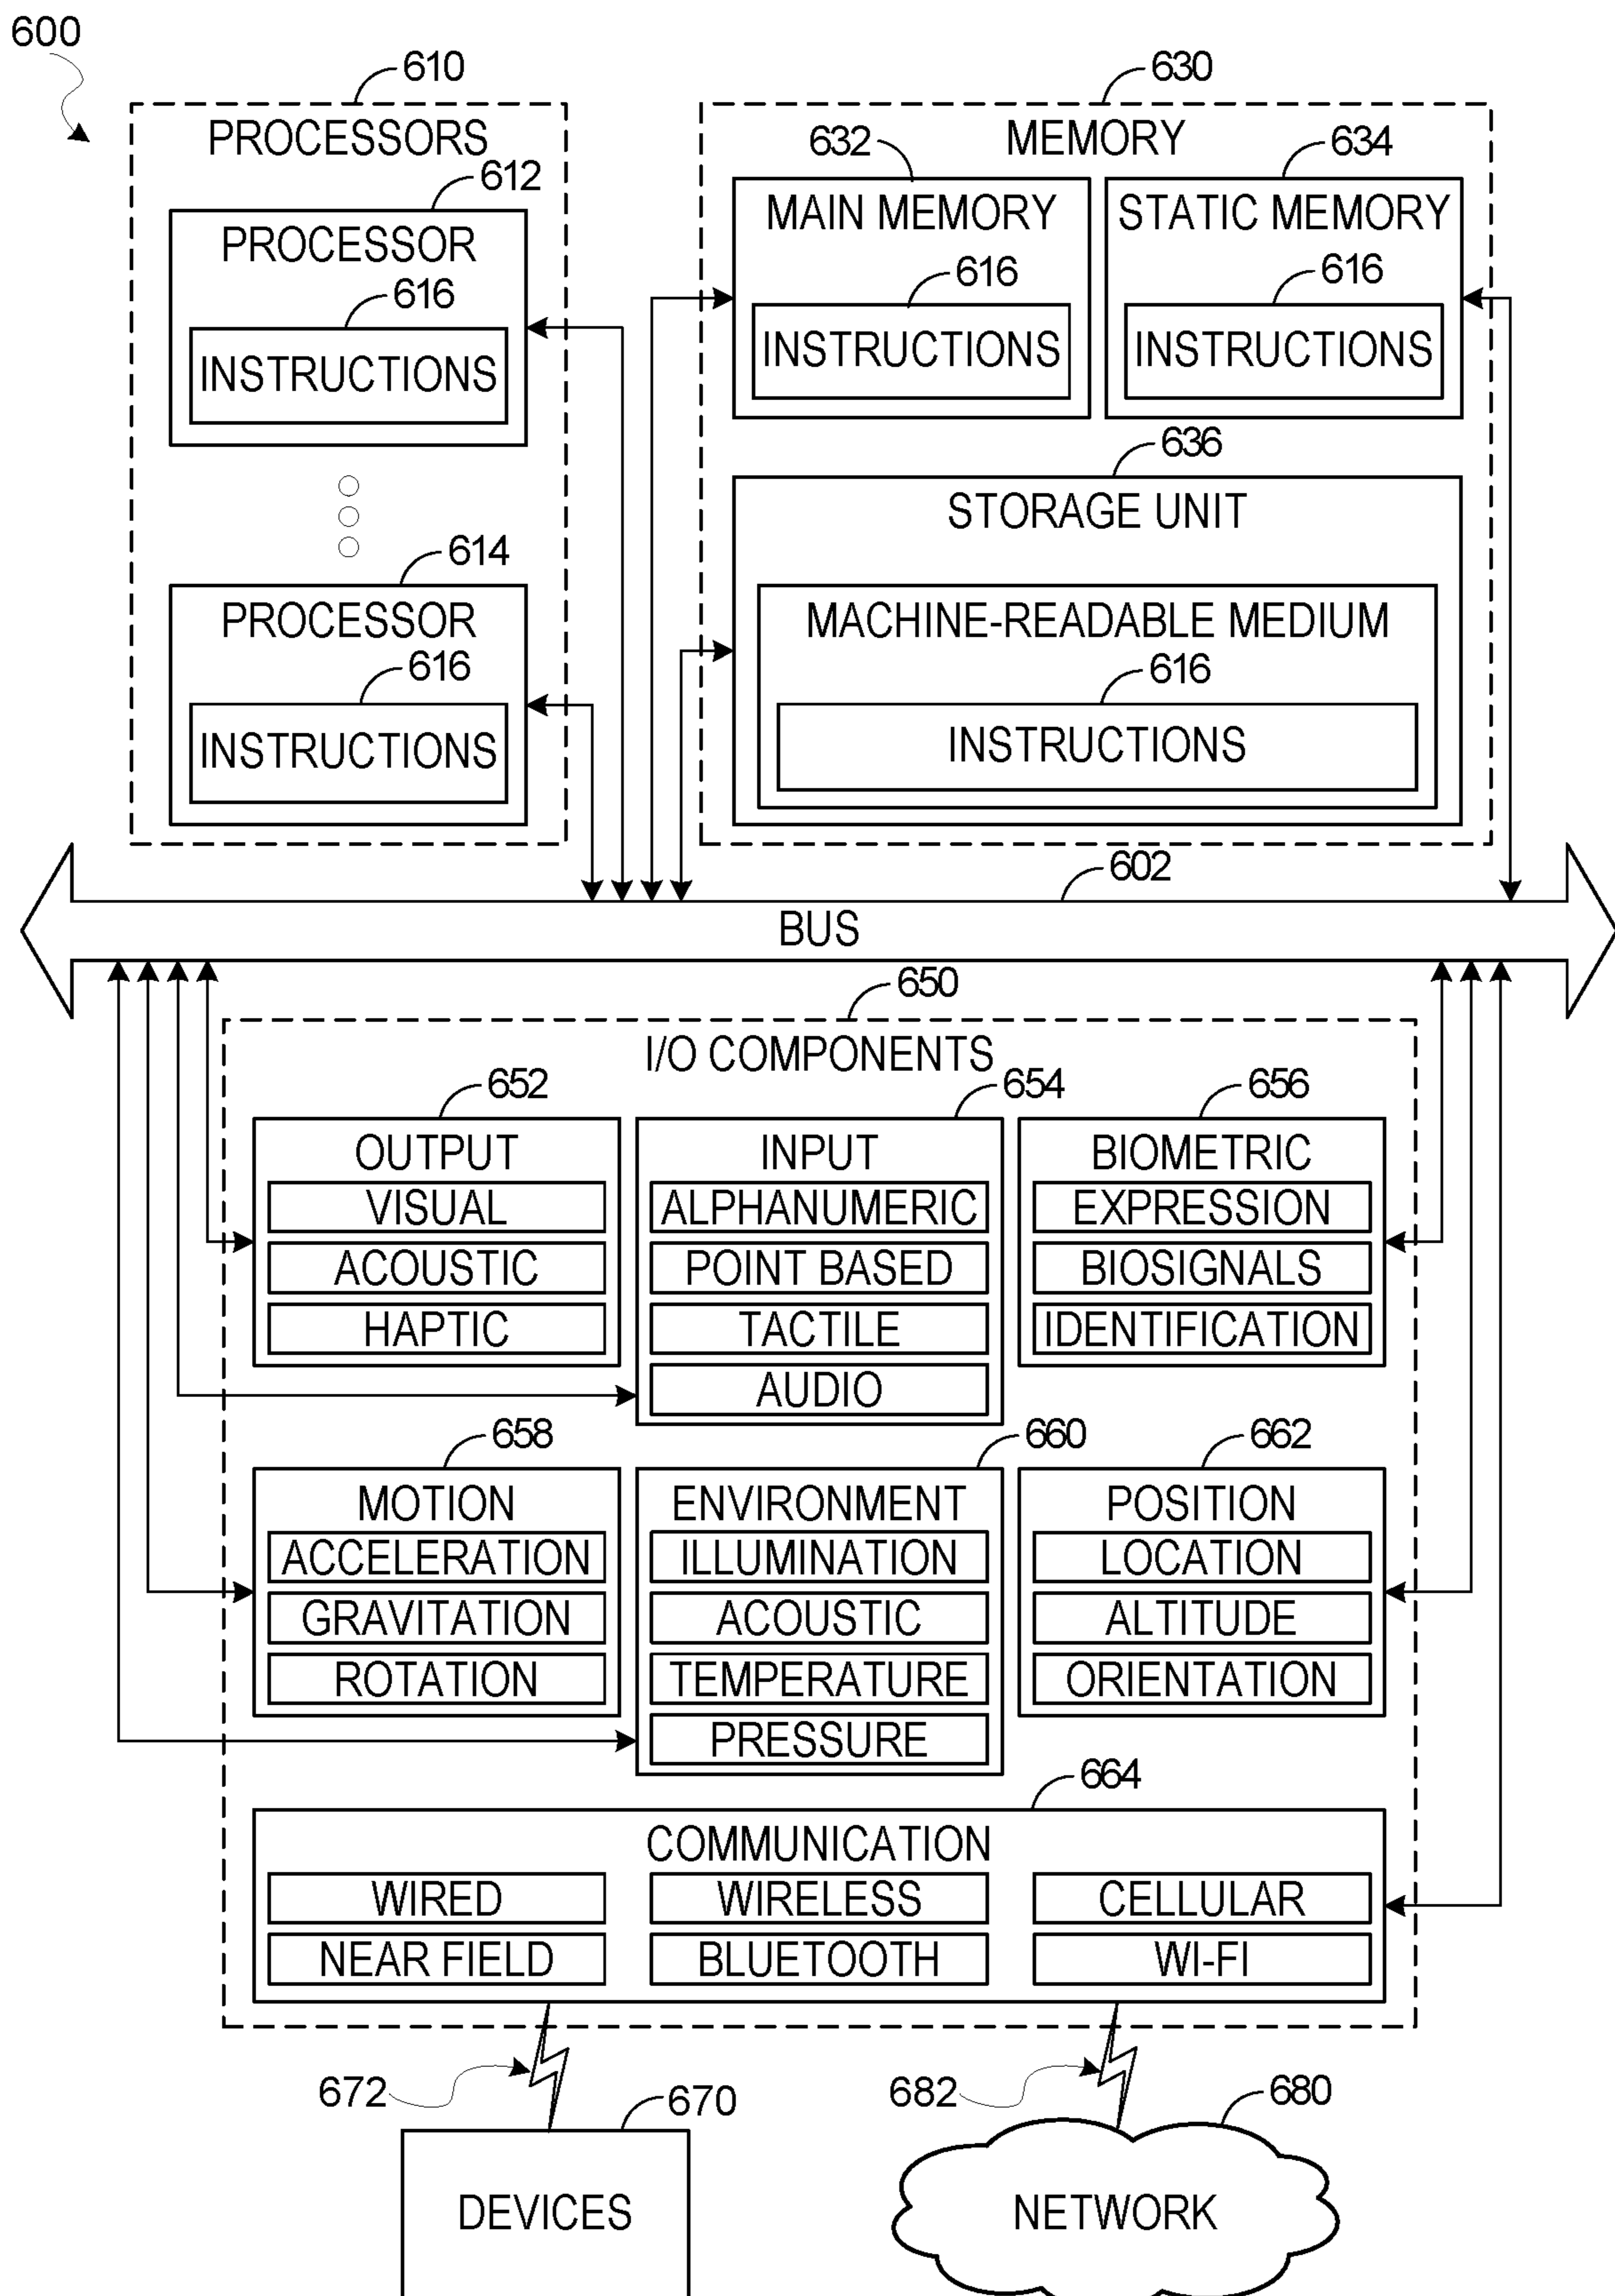 600
610
PROCESSORS
612
PROCESSOR
616
INSTRUCTIONS
614
PROCESSOR
616
INSTRUCTIONS
630
MEMORY
632
MAIN MEMORY
616
INSTRUCTIONS
634
STATIC MEMORY
616
INSTRUCTIONS
636
STORAGE UNIT
MACHINE-READABLE MEDIUM
616
INSTRUCTIONS
602
BUS
650
I/O COMPONENTS
652
OUTPUT
VISUAL
ACOUSTIC
HAPTIC
654
INPUT
ALPHANUMERIC
POINT BASED
TACTILE
AUDIO
656
BIOMETRIC
EXPRESSION
BIOSIGNALS
IDENTIFICATION
658
MOTION
ACCELERATION
GRAVITATION
ROTATION
660
ENVIRONMENT
ILLUMINATION
ACOUSTIC
TEMPERATURE
PRESSURE
662
POSITION
LOCATION
ALTITUDE
ORIENTATION
664
COMMUNICATION
WIRED
WIRELESS
CELLULAR
NEAR FIELD
BLUETOOTH
WI-FI
672
670
DEVICES
682
680
NETWORK